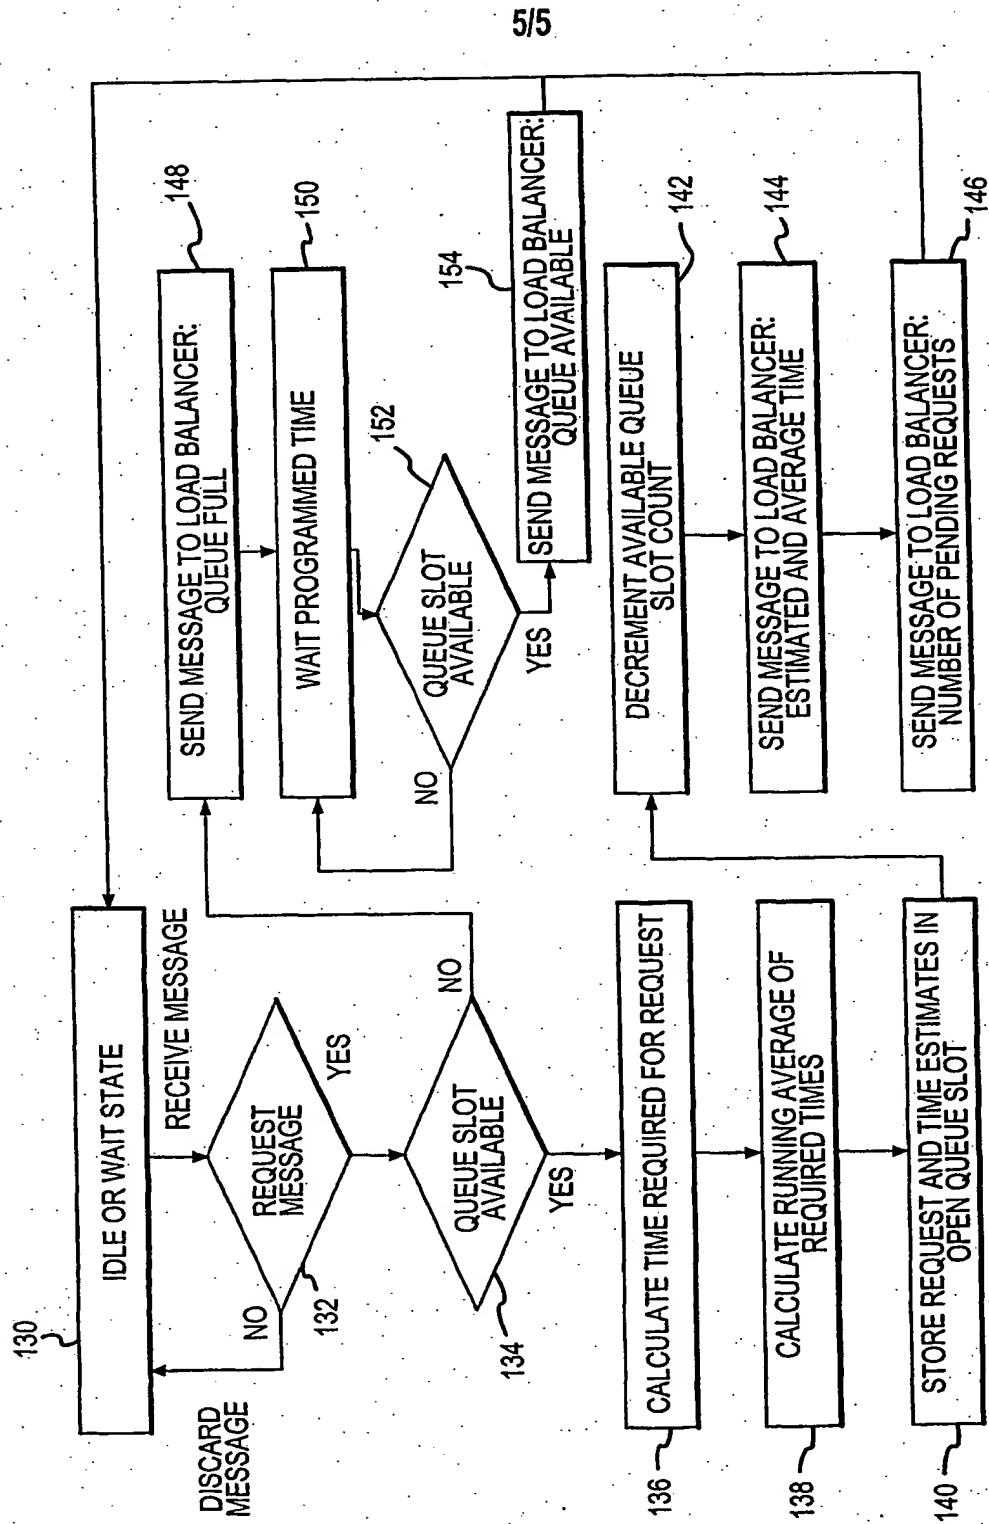 5/5
130
IDLE OR WAIT STATE
RECEIVE MESSAGE
DISCARD
MESSAGE
NO
REQUEST
MESSAGE
YES
132
QUEUE SLOT
AVAILABLE
NO
YES
134
CALCULATE TIME REQUIRED FOR REQUEST
136
CALCULATE RUNNING AVERAGE OF
REQUIRED TIMES
138
STORE REQUEST AND TIME ESTIMATES IN
OPEN QUEUE SLOT
140
SEND MESSAGE TO LOAD BALANCER:
QUEUE FULL
148
WAIT PROGRAMMED TIME
150
QUEUE SLOT
AVAILABLE
152
NO
YES
SEND MESSAGE TO LOAD BALANCER:
QUEUE AVAILABLE
154
DECREMENT AVAILABLE QUEUE
SLOT COUNT
142
SEND MESSAGE TO LOAD BALANCER:
ESTIMATED AND AVERAGE TIME
144
SEND MESSAGE TO LOAD BALANCER:
NUMBER OF PENDING REQUESTS
146